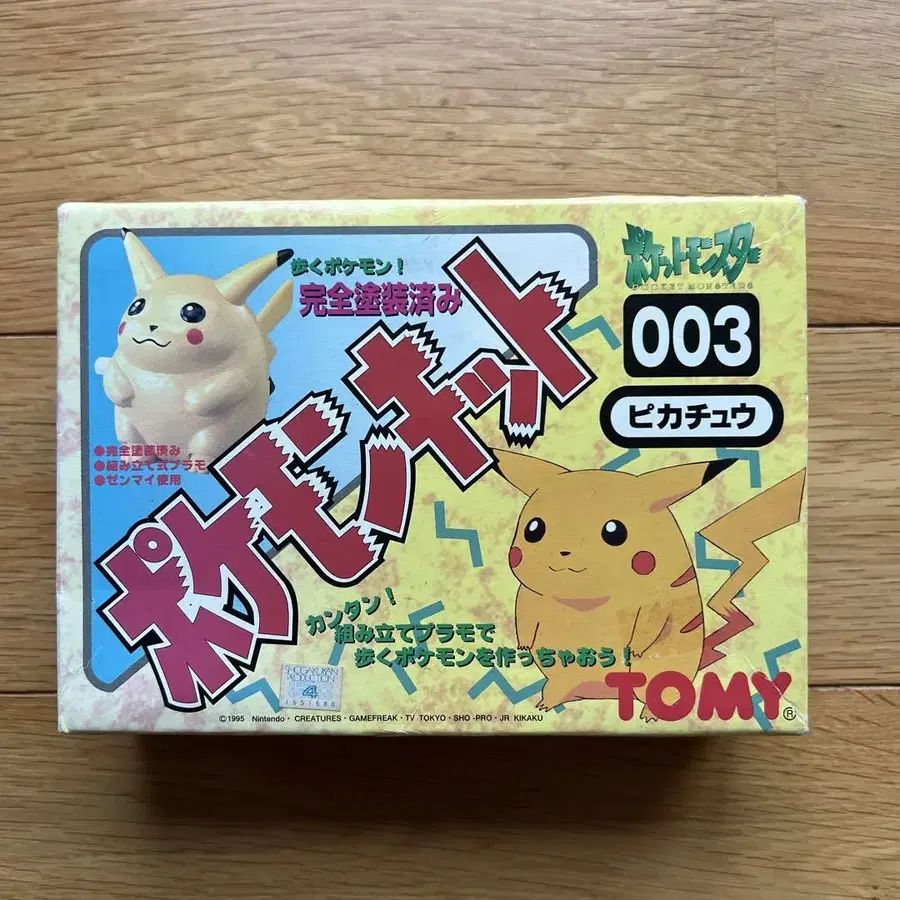 歩くポケモン!
完全塗装済み
ポケットモンスター
POCKET MONSTERS
003
ピカチュウ
ポケモンキット
●完全塗装済み
●組み立て式プラモ
●ゼンマイ使用
カンタン!
組み立てプラモで
歩くポケモンを作っちゃおう!
SHOGAKUKAN
PRODUCTION
4
1551580
TOMY®
©1995 Nintendo・CREATURES・GAMEFREAK・TV TOKYO・SHO-PRO・JR KIKAKU